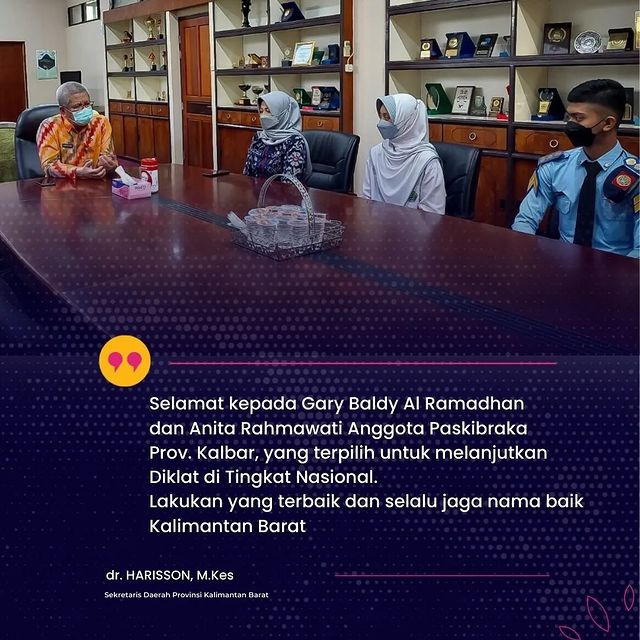 Selamat kepada Gary Baldy Al Ramadhan
dan Anita Rahmawati Anggota Paskibraka
Prov. Kalbar, yang terpilih untuk melanjutkan
Diklat di Tingkat Nasional.
Lakukan yang terbaik dan selalu jaga nama baik
Kalimantan Barat
dr. HARISSON, M.Kes
Sekretaris Daerah Provinsi Kalimantan Barat